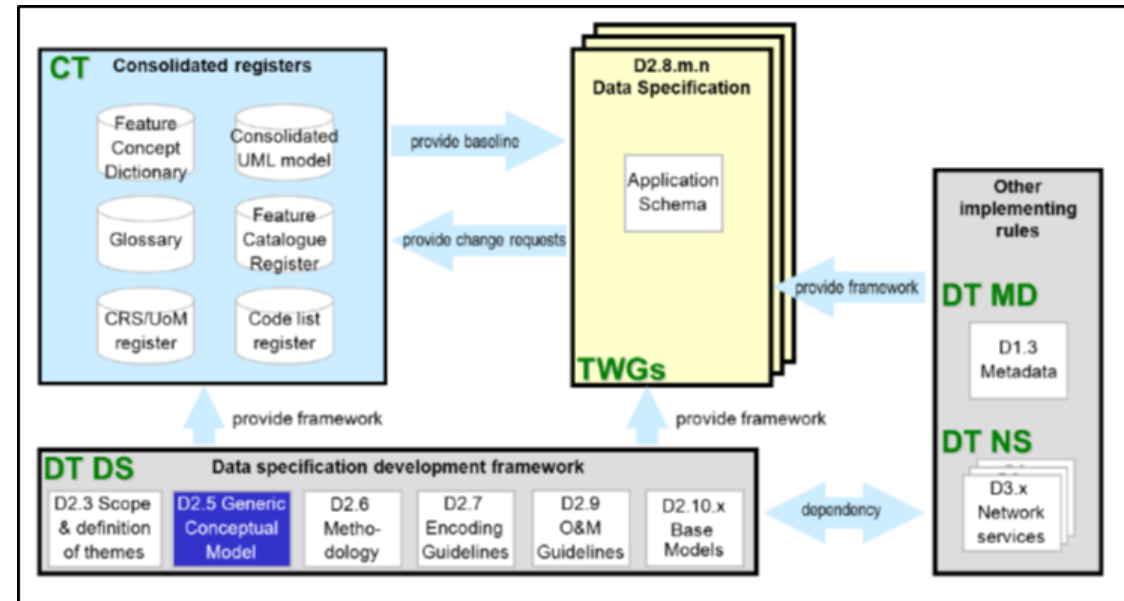 CT Consolidated registers
Feature
Concept
Dictionary
Consolidated
UML model
Glossary
Feature
Catalogue
Register
CRS/UoM
register
Code list
register
provide baseline
provide change requests
D2.8.m.n
Data Specification
Application
Schema
TWGs
provide framework
Other
implementing
rules
DT MD
D1.3
Metadata
DT NS
D3.x
Network
services
provide framework
provide framework
DT DS Data specification development framework
D2.3 Scope
& definition
of themes
D2.5 Generic
Conceptual
Model
D2.6
Metho-
dology
D2.7
Encoding
Guidelines
D2.9
O&M
Guidelines
D2.10.x
Base
Models
dependency